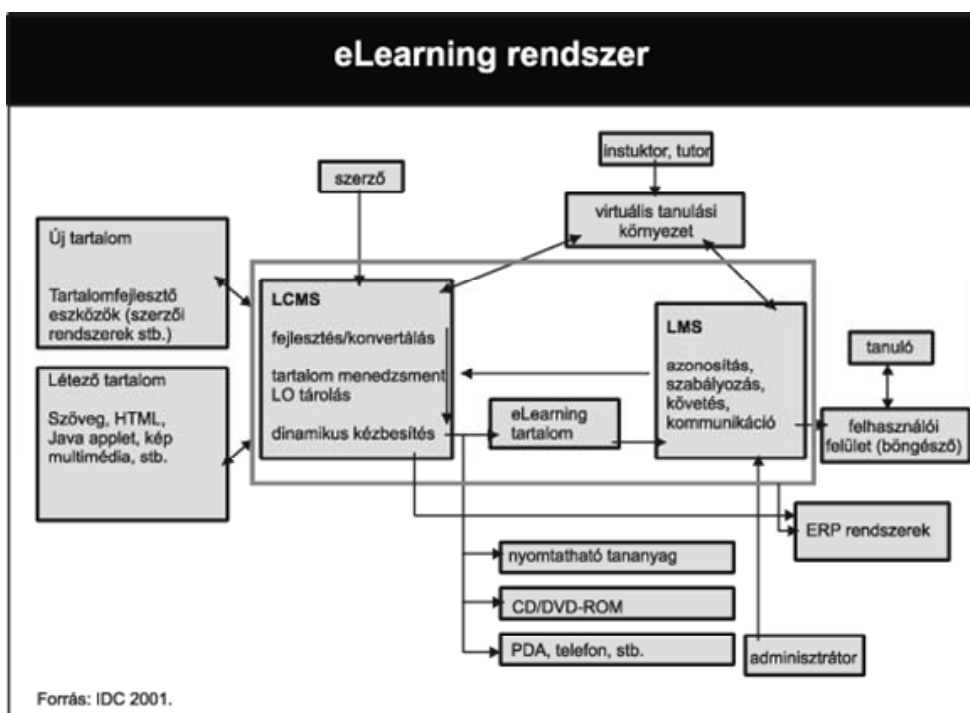 eLearning rendszer
instuktor, tutor
szerző
virtuális tanulási
környezet
Új tartalom
Tartalomfejlesztő
eszközök (szerzői
rendszerek stb.)
LCMS
fejlesztés/konvertálás
tartalom menedzsment
LO tárolás
dinamikus kézbesítés
LMS
azonosítás,
szabályozás,
követés,
kommunikáció
tanuló
Létező tartalom
Szöveg, HTML,
Java applet, kép
multimédia, stb.
eLearning
tartalom
felhasználói
felület (böngésző)
ERP rendszerek
nyomtatható tananyag
CD/DVD-ROM
PDA, telefon, stb.
adminisztrátor
Forrás: IDC 2001.